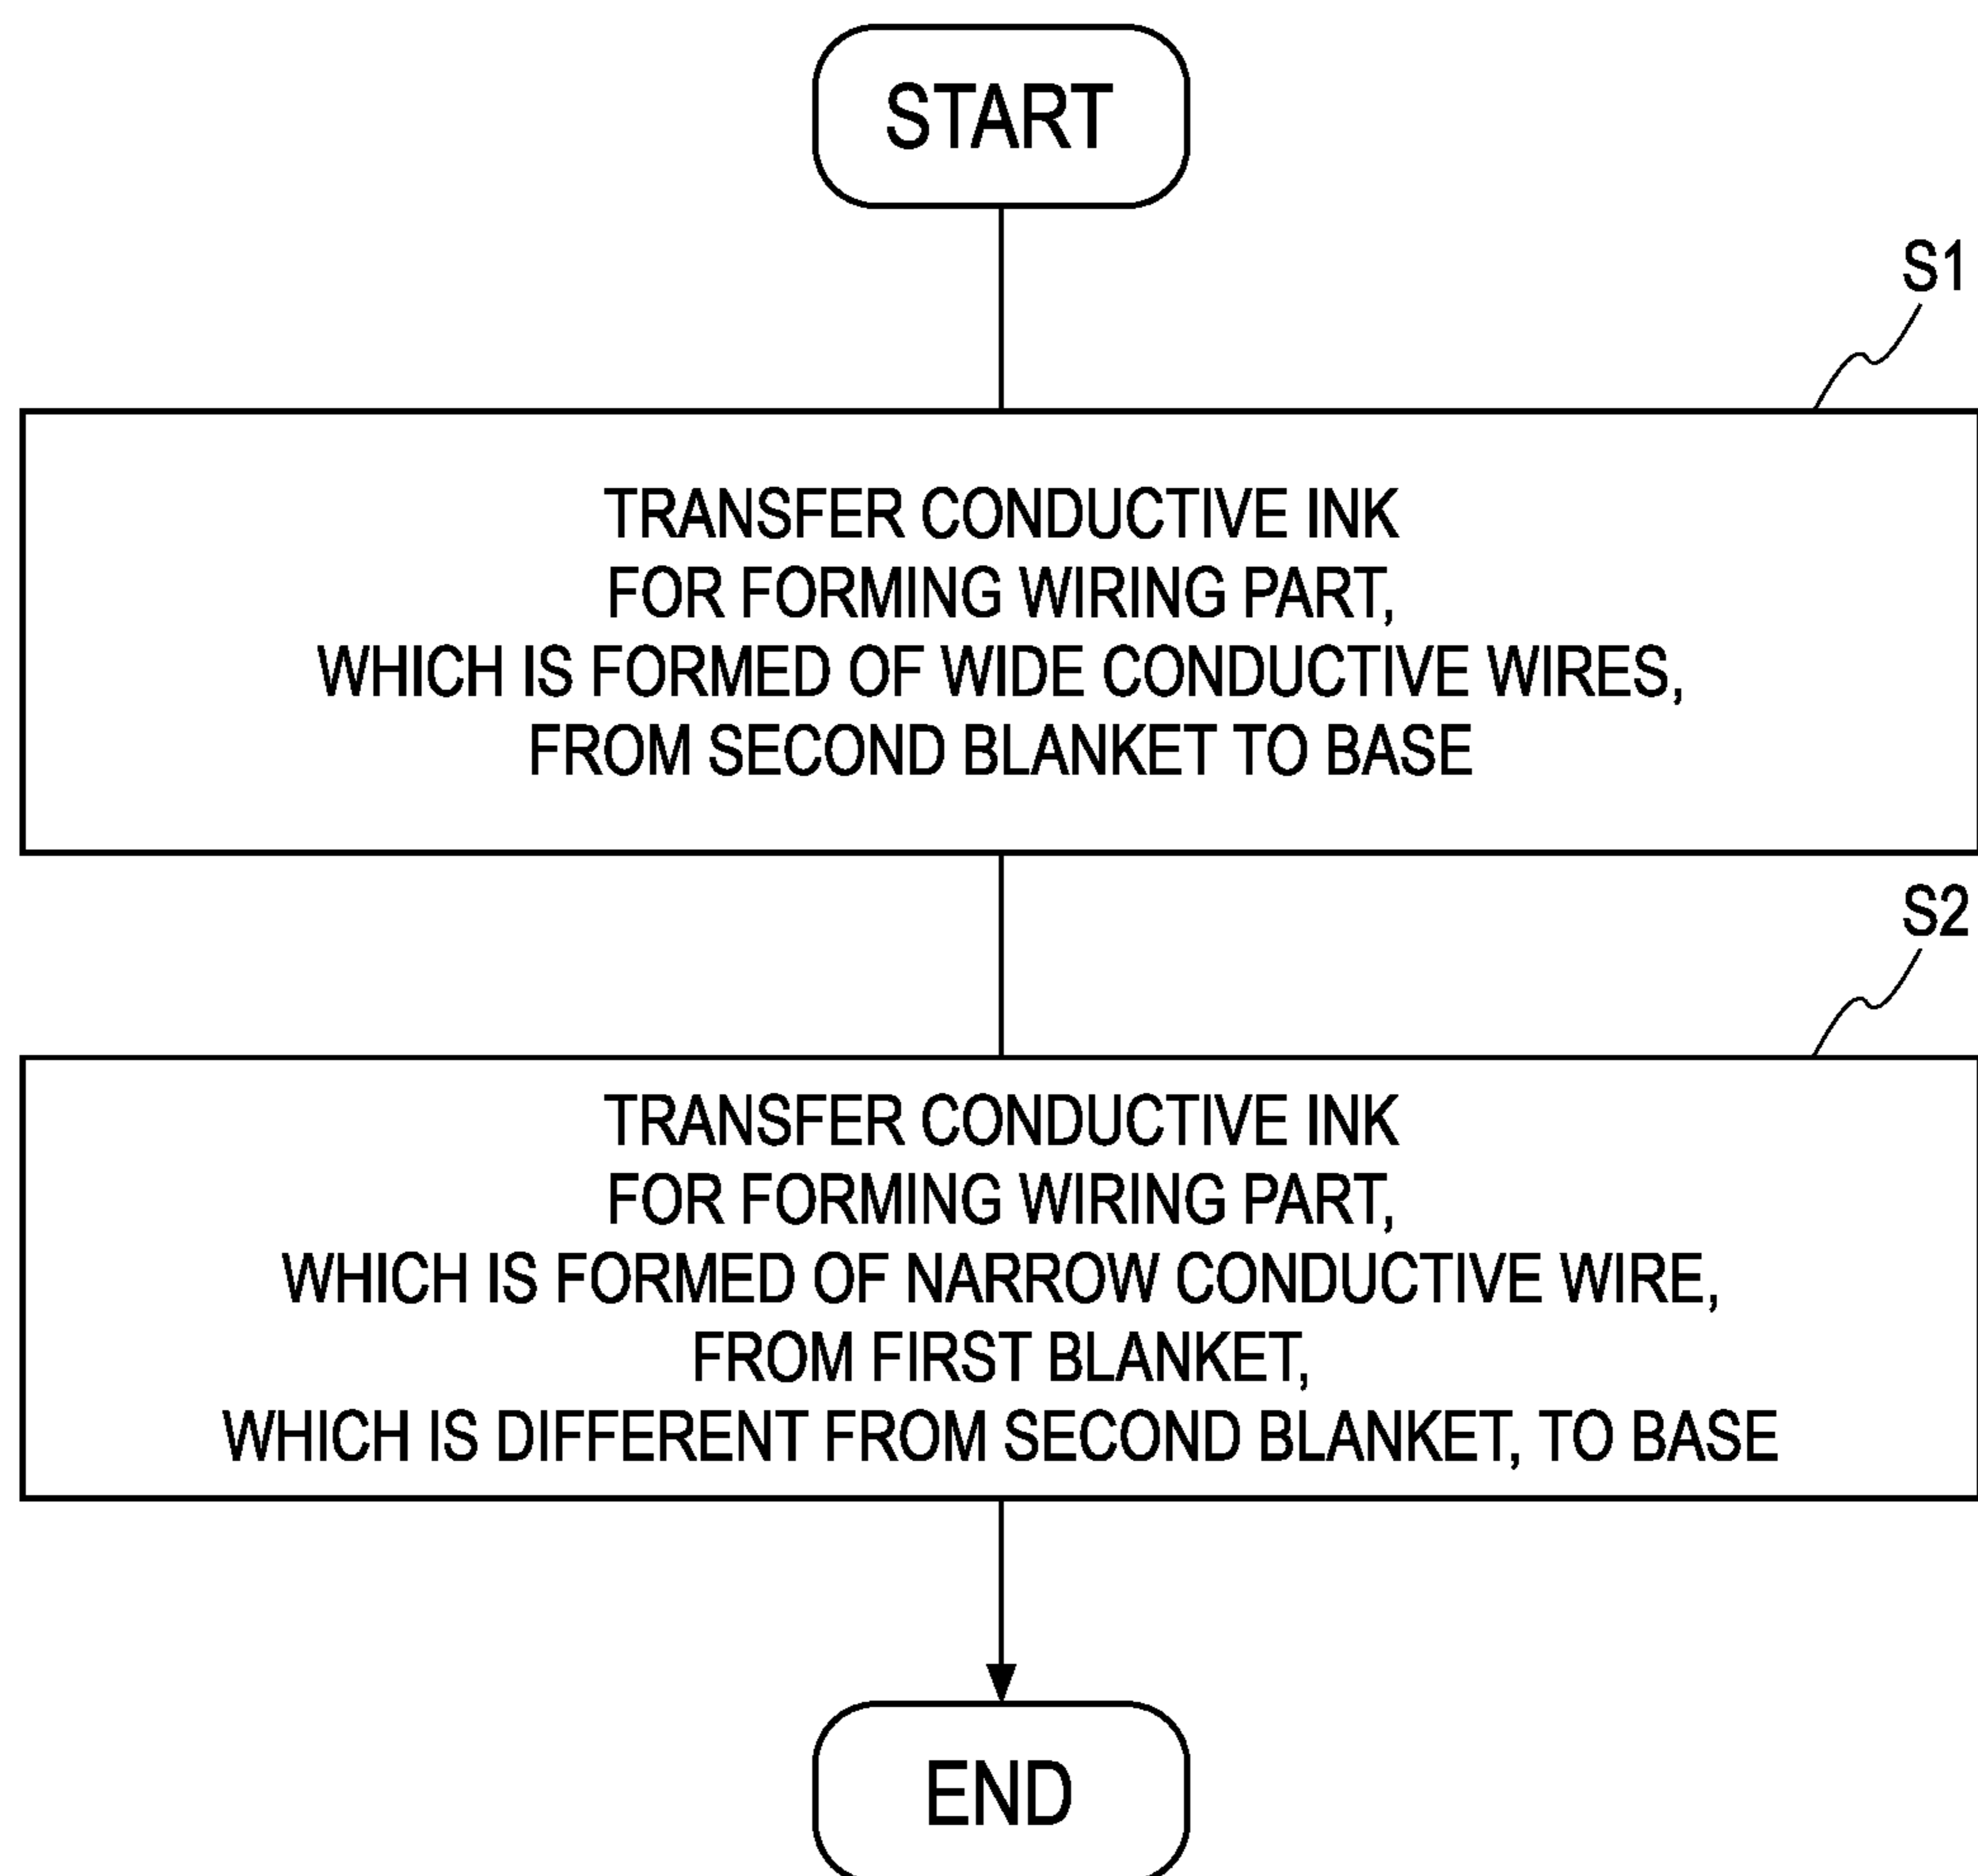 START
S1
TRANSFER CONDUCTIVE INK
FOR FORMING WIRING PART,
WHICH IS FORMED OF WIDE CONDUCTIVE WIRES,
FROM SECOND BLANKET TO BASE
S2
TRANSFER CONDUCTIVE INK
FOR FORMING WIRING PART,
WHICH IS FORMED OF NARROW CONDUCTIVE WIRE,
FROM FIRST BLANKET,
WHICH IS DIFFERENT FROM SECOND BLANKET, TO BASE
END